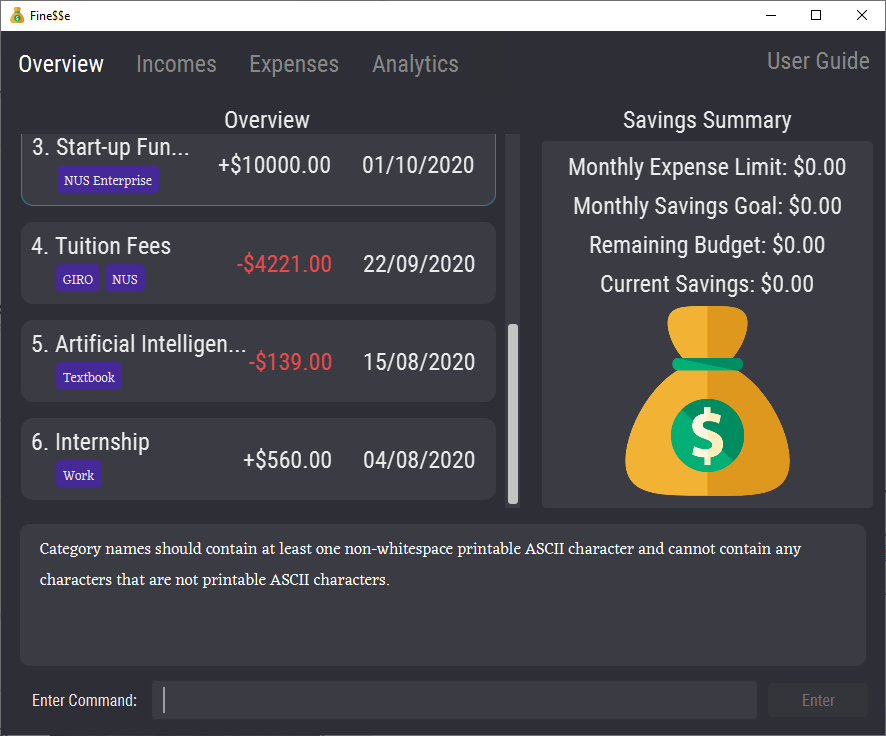 Fine$$e
Overview Incomes Expenses Analytics User Guide
Overview
3. Start-up Fun... +$10000.00 01/10/2020
NUS Enterprise
4. Tuition Fees -$4221.00 22/09/2020
GIRO NUS
5. Artificial Intelligen... -$139.00 15/08/2020
Textbook
6. Internship +$560.00 04/08/2020
Work
Savings Summary
Monthly Expense Limit: $0.00
Monthly Savings Goal: $0.00
Remaining Budget: $0.00
Current Savings: $0.00
$
Category names should contain at least one non-whitespace printable ASCII character and cannot contain any
characters that are not printable ASCII characters.
Enter Command: Enter